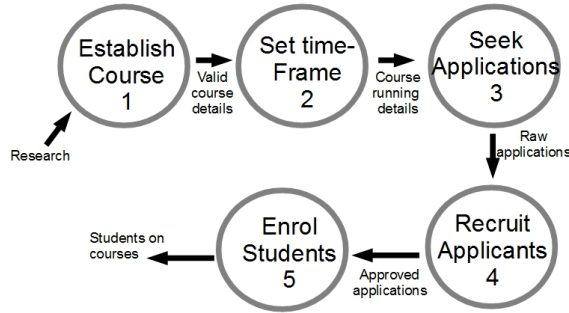 Establish
Course
1
Valid
course
details
Set time-
Frame
2
Course
running
details
Seek
Applications
3
Research
Raw
applications
Recruit
Applicants
4
Approved
applications
Enrol
Students
5
Students on
courses